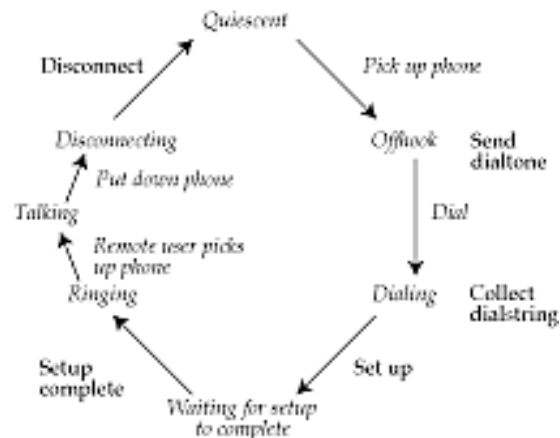 Quiescent
Disconnect
Pick up phone
Disconnecting
Offhook
Send
dialtone
Put down phone
Talking
Dial
Remote user picks
up phone
Ringing
Dialing
Collect
dialstring
Setup
complete
Set up
Waiting for setup
to complete